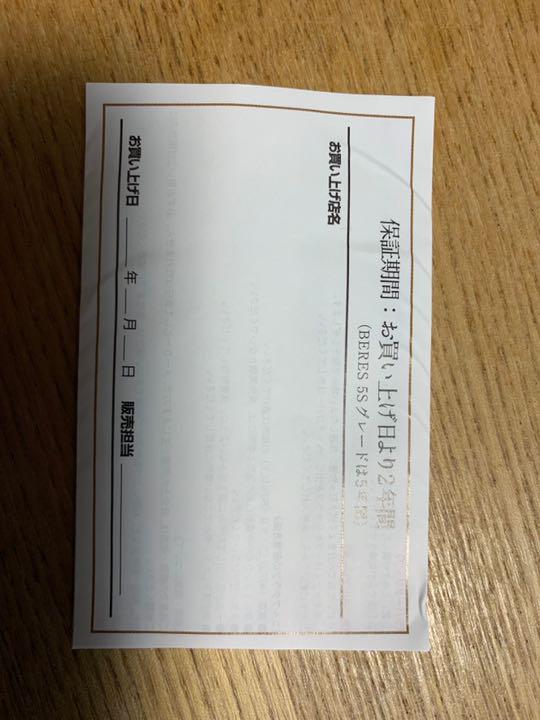 保証期間：お買い上げ日より２年間
(BERES 5Sグレードは5年間)
お買い上げ店名
お買い上げ日 年 月 日 販売担当